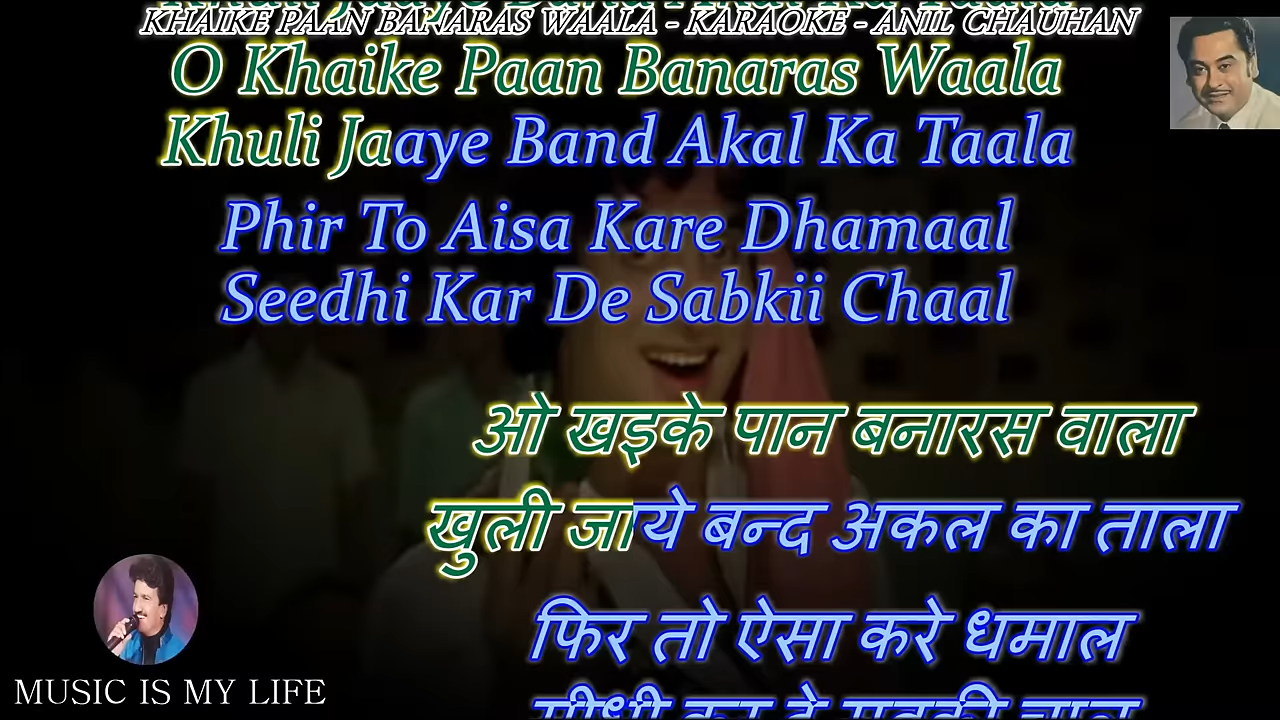 KHAIKE PAAN BANARAS WAALA - KARAOKE - ANIL CHAUHAN
O Khaike Paan Banaras Waala
Khuli Jaaye Band Akal Ka Taala
Phir To Aisa Kare Dhamaal
Seedhi Kar De Sabkii Chaal
ओ खइके पान बनारस वाला
खुली जाये बन्द अकल का ताला
फिर तो ऐसा करे धमाल
MUSIC IS MY LIFE